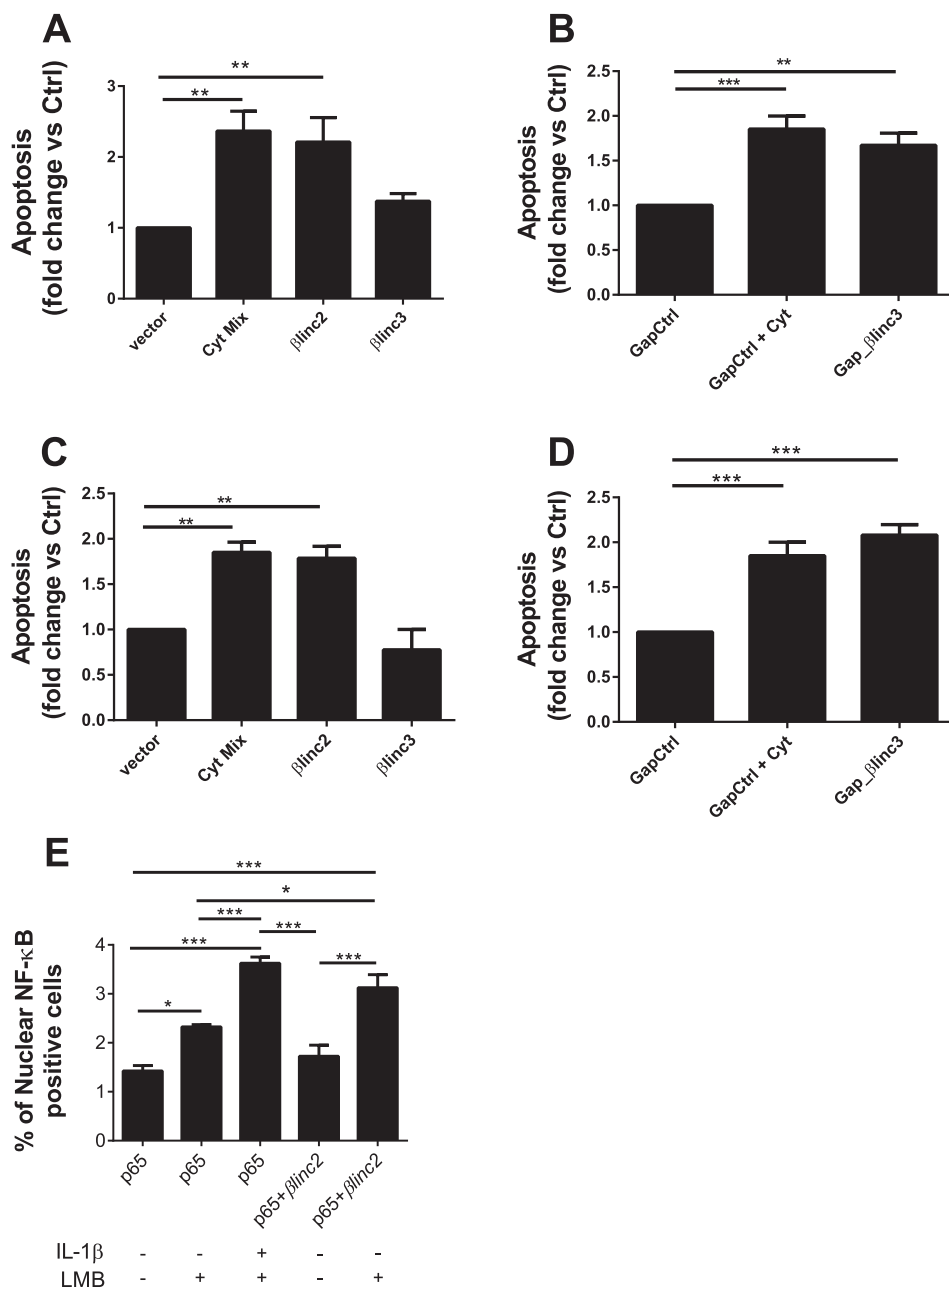 A
Apoptosis
(fold change vs Ctrl)
**
**
3
2
1
0
vector
Cyt Mix
βlinc2
βlinc3
B
Apoptosis
(fold change vs Ctrl)
**
***
2.5
2.0
1.5
1.0
0.5
0.0
GapCtrl
GapCtrl + Cyt
Gap_βlinc3
C
Apoptosis
(fold change vs Ctrl)
**
**
2.5
2.0
1.5
1.0
0.5
0.0
vector
Cyt Mix
βlinc2
βlinc3
D
Apoptosis
(fold change vs Ctrl)
***
***
2.5
2.0
1.5
1.0
0.5
0.0
GapCtrl
GapCtrl + Cyt
Gap_βlinc3
E
% of Nuclear NF-κB
positive cells
***
*
***
***
***
***
*
4
3
2
1
0
p65
p65
p65
p65+βlinc2
p65+βlinc2
IL-1β - - + - -
LMB - + + - +